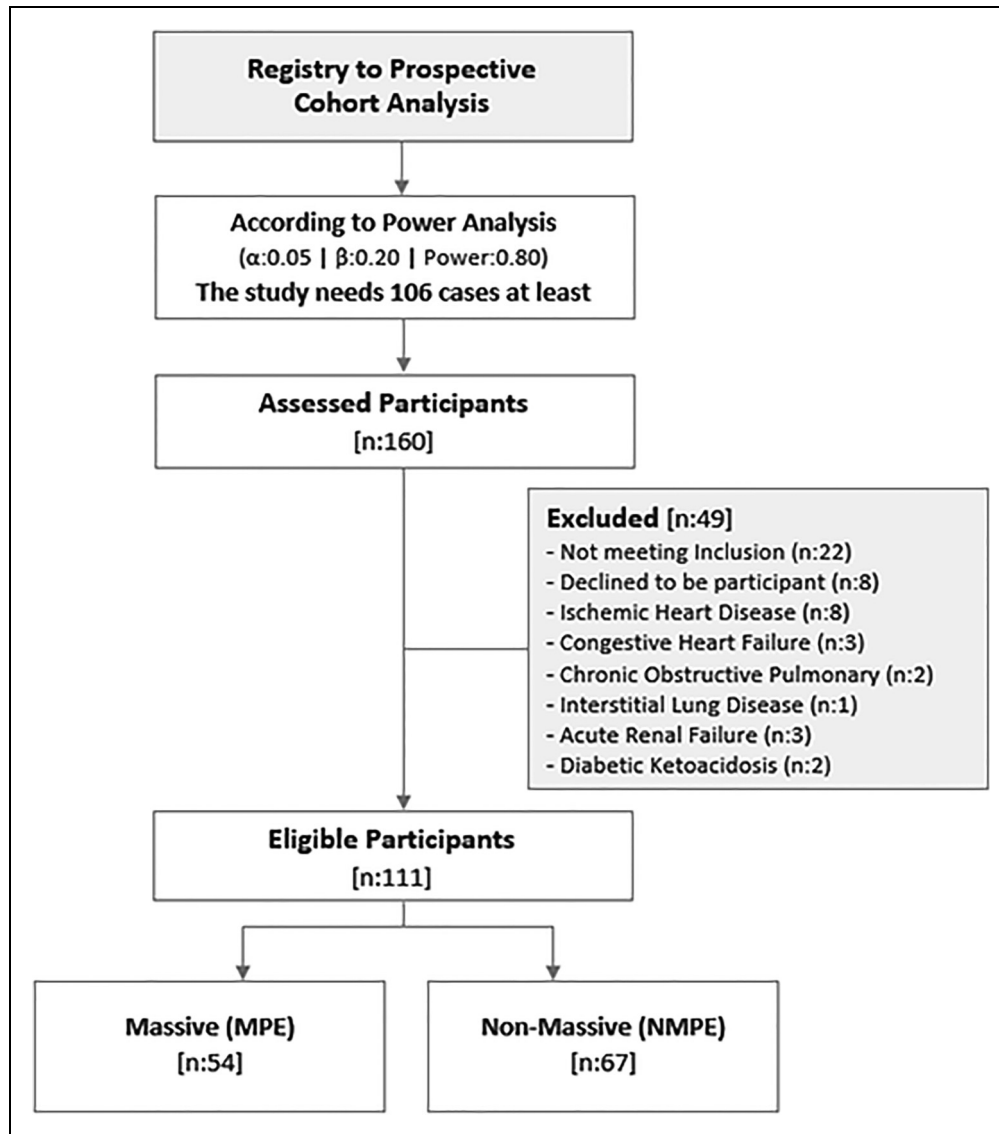 Registry to Prospective
Cohort Analysis
According to Power Analysis
(α:0.05 | β:0.20 | Power:0.80)
The study needs 106 cases at least
Assessed Participants
[n:160]
Excluded [n:49]
- Not meeting Inclusion (n:22)
- Declined to be participant (n:8)
- Ischemic Heart Disease (n:8)
- Congestive Heart Failure (n:3)
- Chronic Obstructive Pulmonary (n:2)
- Interstitial Lung Disease (n:1)
- Acute Renal Failure (n:3)
- Diabetic Ketoacidosis (n:2)
Eligible Participants
[n:111]
Massive (MPE)
[n:54]
Non-Massive (NMPE)
[n:67]